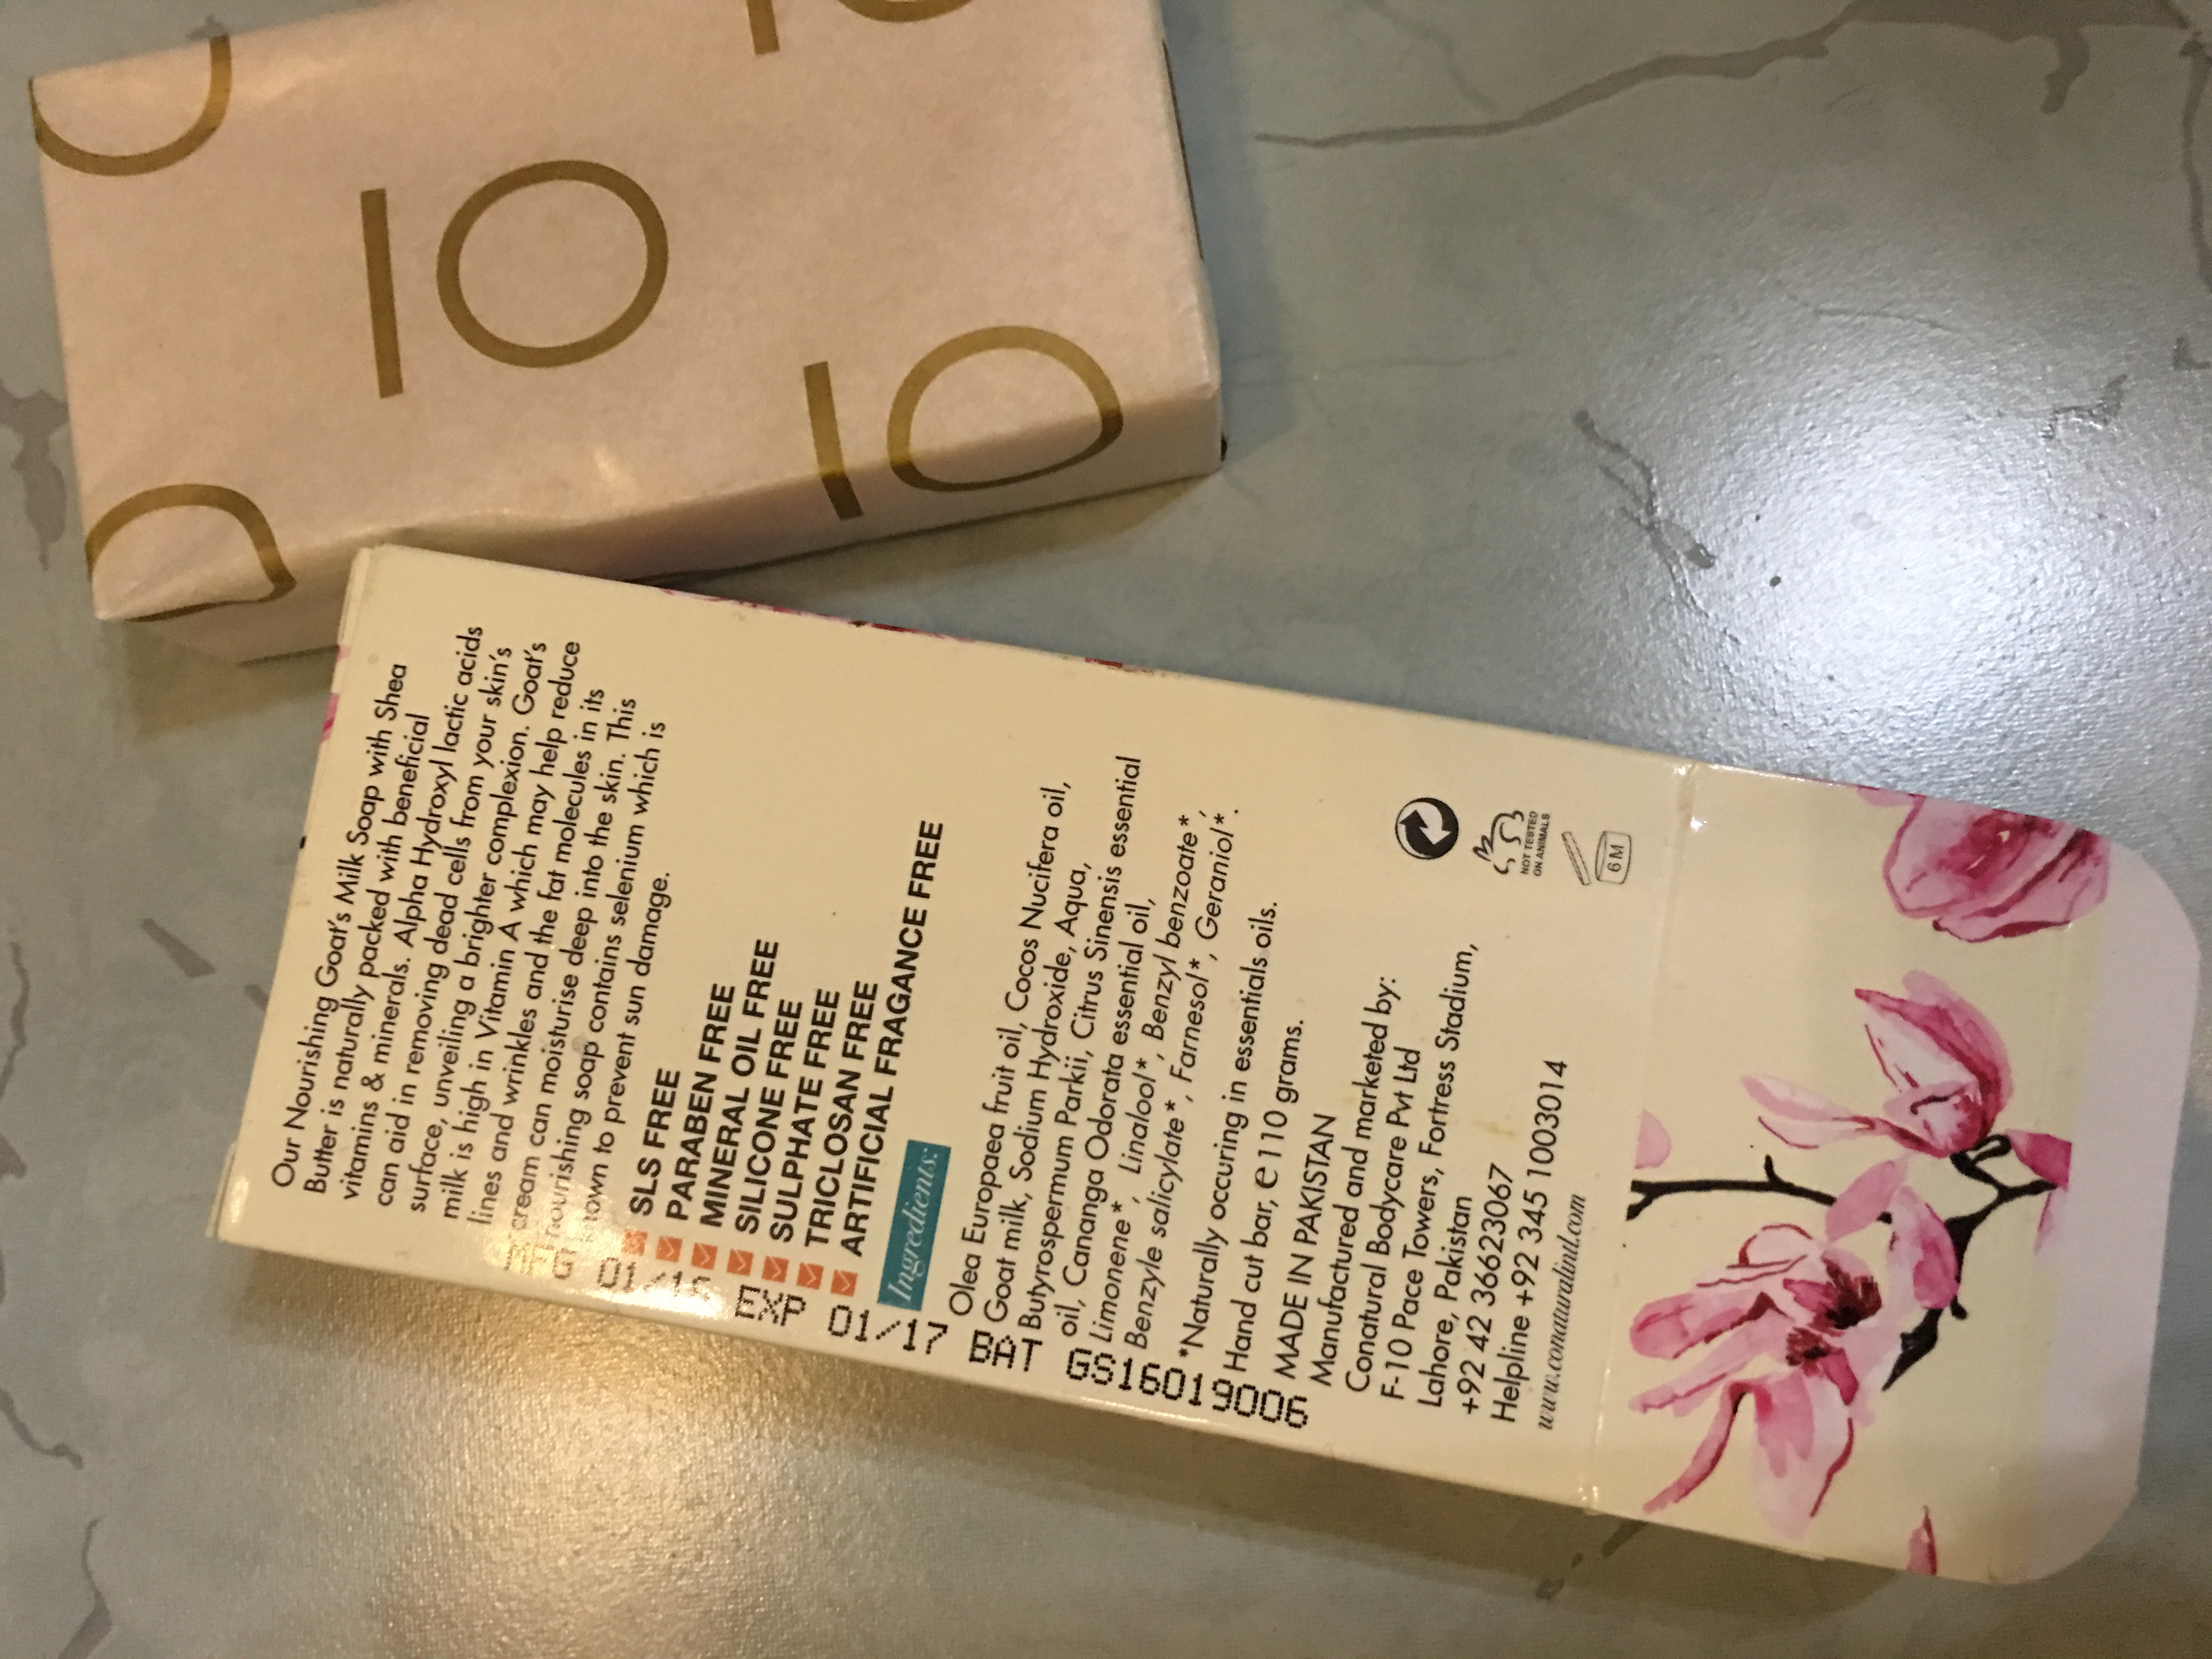 IO
IO
Our Nourishing Goat's Milk Soap with Shea
Butter is naturally packed with beneficial
vitamins & minerals. Alpha Hydroxyl lactic acids
can aid in removing dead cells from your skin's
surface, unveiling a brighter complexion. Goat's
milk is high in Vitamin A which may help reduce
lines and wrinkles and the fat molecules in its
cream can moisturise deep into the skin. This
nourishing soap contains selenium which is
known to prevent sun damage.
SLS FREE
PARABEN FREE
MINERAL OIL FREE
SILICONE FREE
SULPHATE FREE
TRICLOSAN FREE
ARTIFICIAL FRAGANCE FREE
Ingredients:
Olea Europaea fruit oil, Cocos Nucifera oil,
Goat milk, Sodium Hydroxide, Aqua,
Butyrospermum Parkii, Citrus Sinensis essential
oil, Cananga Odorata essential oil,
Limonene*, Linalool*, Benzyl benzoate*,
Benzyle salicylate*, Farnesol*, Geraniol*.
*Naturally occuring in essentials oils.
Hand cut bar, ℮110 grams.
MADE IN PAKISTAN
Manufactured and marketed by:
Conatural Bodycare Pvt Ltd
F-10 Pace Towers, Fortress Stadium,
Lahore, Pakistan
+92 42 36623067
Helpline +92 345 1003014
www.conaturalintl.com
NOT TESTED
ON ANIMALS
6M
MFG 01/16 EXP 01/17 BAT GS16019006